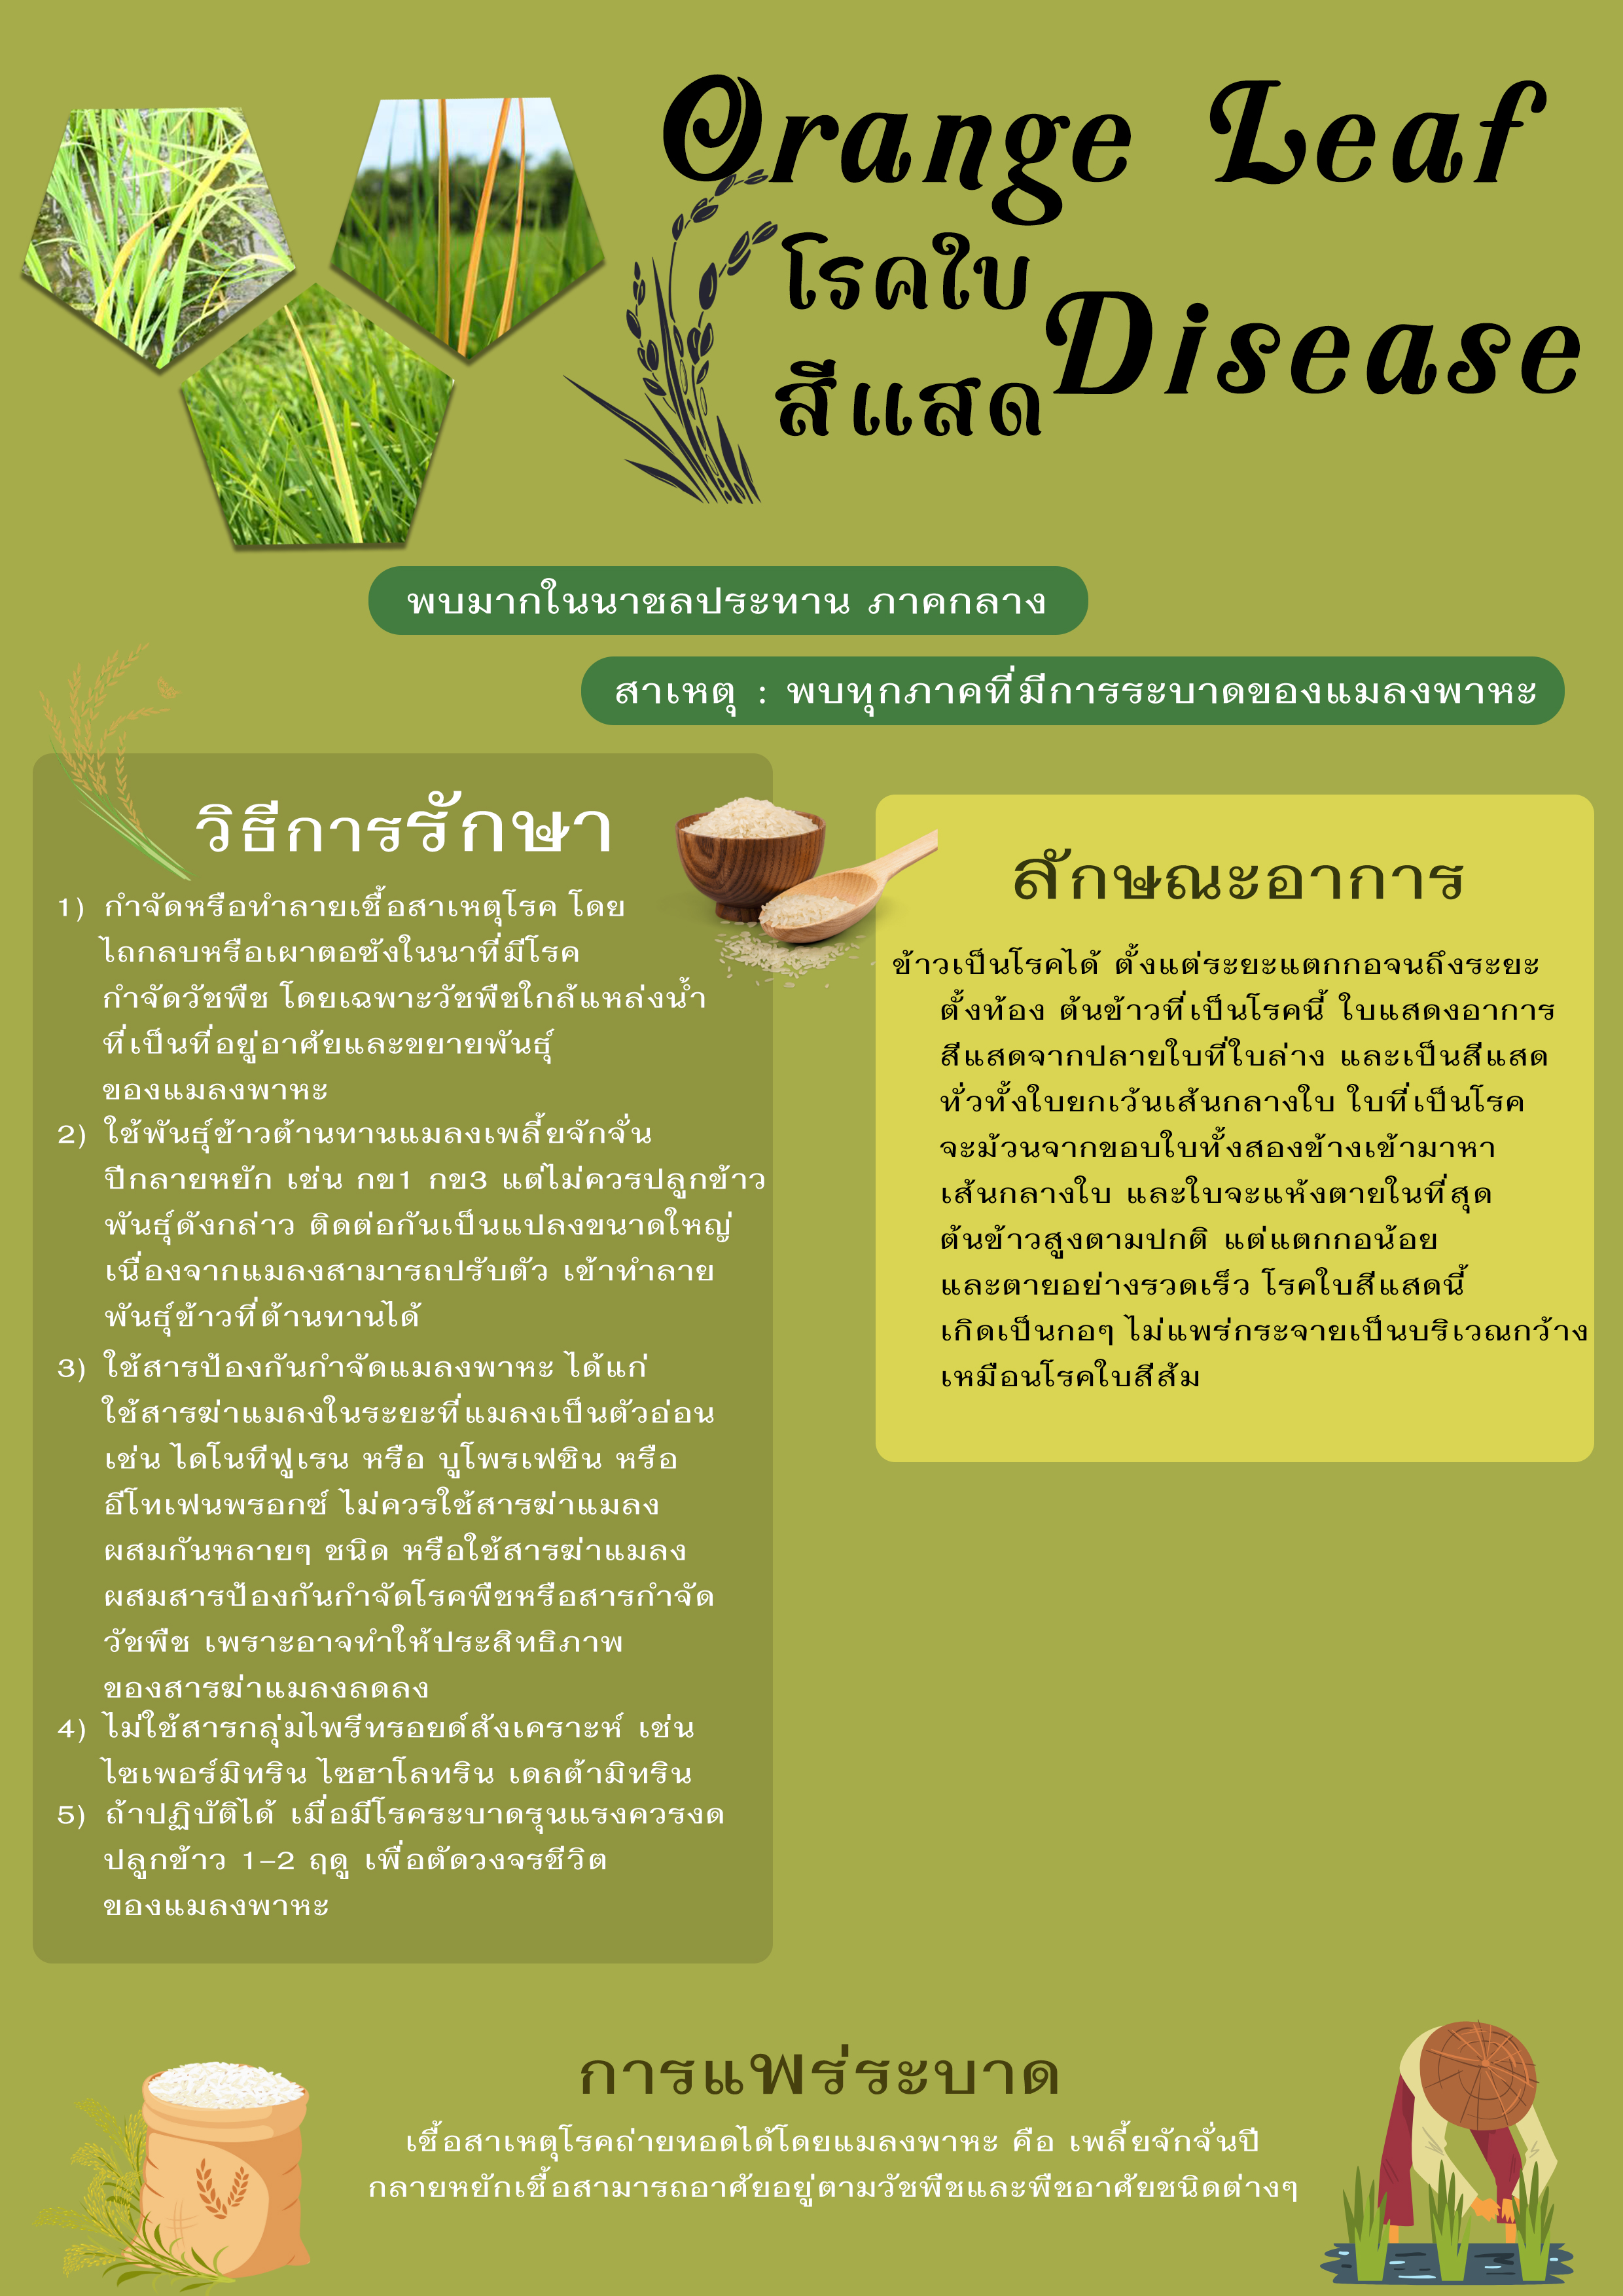 Orange Leaf
โรคใบ
สีแสด
Disease
พบมากในนาชลประทาน ภาคกลาง
สาเหตุ : พบทุกภาคที่มีการระบาดของแมลงพาหะ
วิธีการรักษา
1) กำจัดหรือทำลายเชื้อสาเหตุโรค โดย
ไถกลบหรือเผาตอซังในนาที่มีโรค
กำจัดวัชพืช โดยเฉพาะวัชพืชใกล้แหล่งน้ำ
ที่เป็นที่อยู่อาศัยและขยายพันธุ์
ของแมลงพาหะ
2) ใช้พันธุ์ข้าวต้านทานแมลงเพลี้ยจักจั่น
ปีกลายหยัก เช่น กข1 กข3 แต่ไม่ควรปลูกข้าว
พันธุ์ดังกล่าว ติดต่อกันเป็นแปลงขนาดใหญ่
เนื่องจากแมลงสามารถปรับตัว เข้าทำลาย
พันธุ์ข้าวที่ต้านทานได้
3) ใช้สารป้องกันกำจัดแมลงพาหะ ได้แก่
ใช้สารฆ่าแมลงในระยะที่แมลงเป็นตัวอ่อน
เช่น ไดโนทีฟูเรน หรือ บูโพรเฟซิน หรือ
อีโทเฟนพรอกซ์ ไม่ควรใช้สารฆ่าแมลง
ผสมกันหลายๆ ชนิด หรือใช้สารฆ่าแมลง
ผสมสารป้องกันกำจัดโรคพืชหรือสารกำจัด
วัชพืช เพราะอาจทำให้ประสิทธิภาพ
ของสารฆ่าแมลงลดลง
4) ไม่ใช้สารกลุ่มไพรีทรอยด์สังเคราะห์ เช่น
ไซเพอร์มิทริน ไซฮาโลทริน เดลต้ามิทริน
5) ถ้าปฏิบัติได้ เมื่อมีโรคระบาดรุนแรงควรงด
ปลูกข้าว 1-2 ฤดู เพื่อตัดวงจรชีวิต
ของแมลงพาหะ
ลักษณะอาการ
ข้าวเป็นโรคได้ ตั้งแต่ระยะแตกกอจนถึงระยะ
ตั้งท้อง ต้นข้าวที่เป็นโรคนี้ ใบแสดงอาการ
สีแสดจากปลายใบที่ใบล่าง และเป็นสีแสด
ทั่วทั้งใบยกเว้นเส้นกลางใบ ใบที่เป็นโรค
จะม้วนจากขอบใบทั้งสองข้างเข้ามาหา
เส้นกลางใบ และใบจะแห้งตายในที่สุด
ต้นข้าวสูงตามปกติ แต่แตกกอน้อย
และตายอย่างรวดเร็ว โรคใบสีแสดนี้
เกิดเป็นกอๆ ไม่แพร่กระจายเป็นบริเวณกว้าง
เหมือนโรคใบสีส้ม
การแฟร่ระบาด
เชื้อสาเหตุโรคถ่ายทอดได้โดยแมลงพาหะ คือ เพลี้ยจักจั่นปี
กลายหยักเชื้อสามารถอาศัยอยู่ตามวัชพืชและพืชอาศัยชนิดต่างๆ